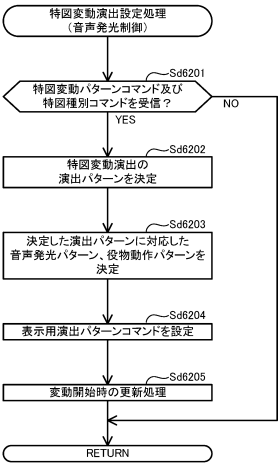 特図変動演出設定処理
（音声発光制御）
Sd6201
特図変動パターンコマンド及び
特図種別コマンドを受信？
NO
YES
Sd6202
特図変動演出の
演出パターンを決定
Sd6203
決定した演出パターンに対応した
音声発光パターン、役物動作パターンを
決定
Sd6204
表示用演出パターンコマンドを設定
Sd6205
変動開始時の更新処理
RETURN